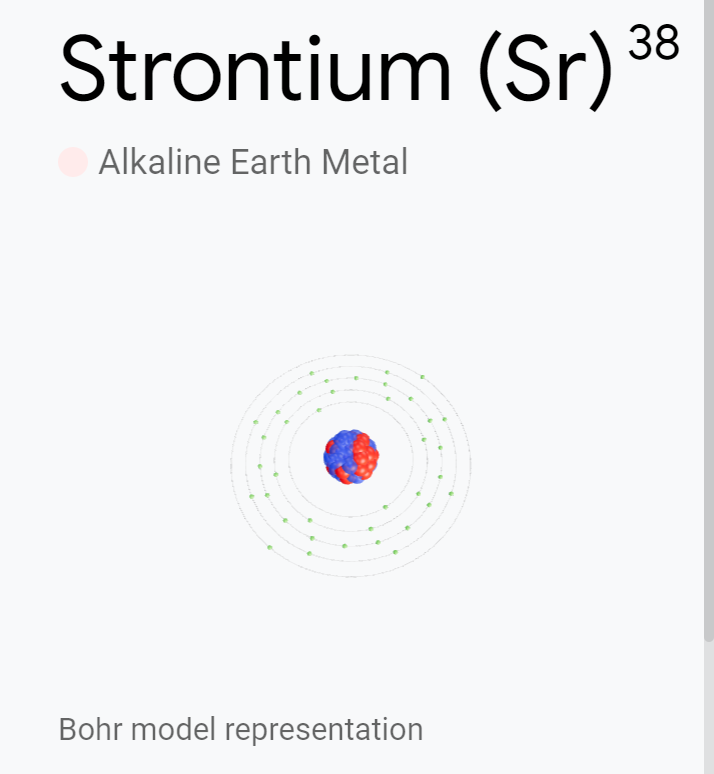 Strontium (Sr) 38
Alkaline Earth Metal
Bohr model representation